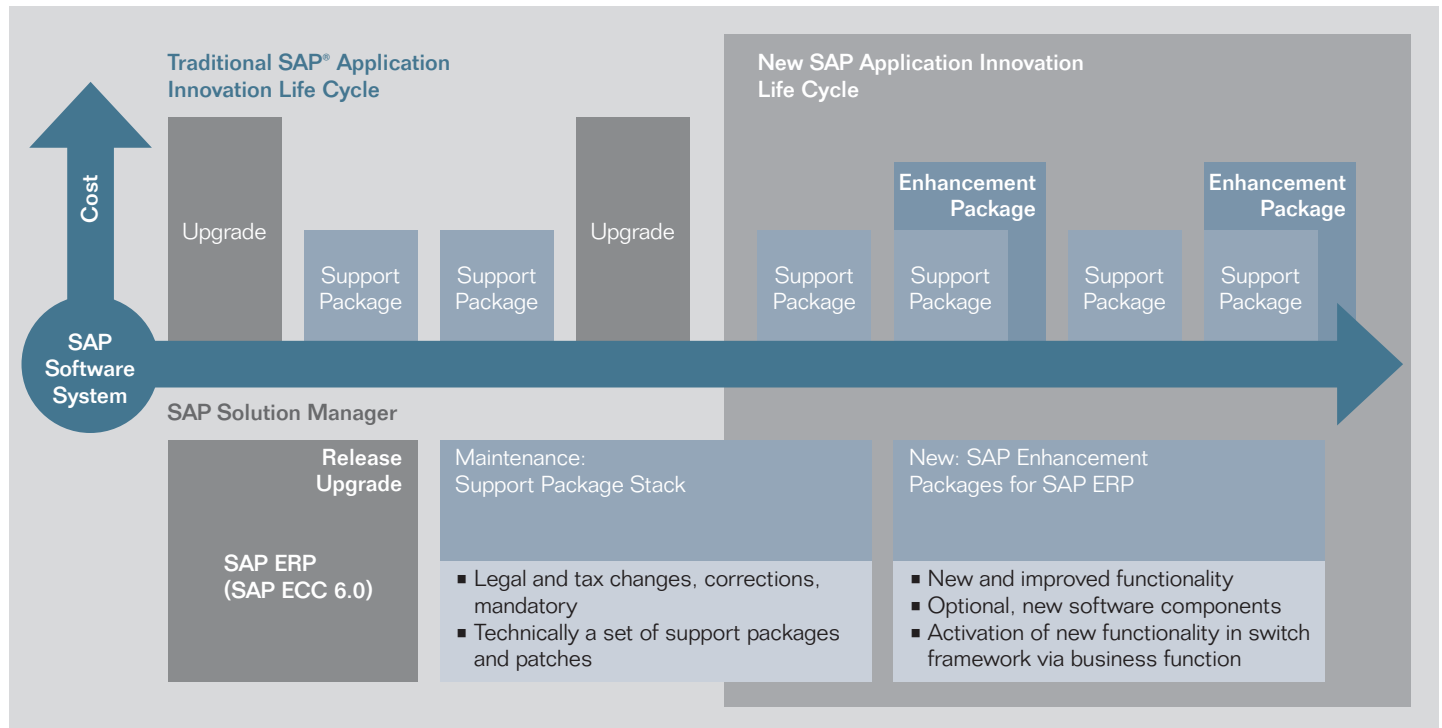 Traditional SAP® Application
Innovation Life Cycle
New SAP Application Innovation
Life Cycle
Cost
Upgrade
Support
Package
Support
Package
Upgrade
Support
Package
Enhancement
Package
Support
Package
Support
Package
Enhancement
Package
Support
Package
SAP
Software
System
SAP Solution Manager
Release
Upgrade
SAP ERP
(SAP ECC 6.0)
Maintenance:
Support Package Stack
▪ Legal and tax changes, corrections,
mandatory
▪ Technically a set of support packages
and patches
New: SAP Enhancement
Packages for SAP ERP
▪ New and improved functionality
▪ Optional, new software components
▪ Activation of new functionality in switch
framework via business function